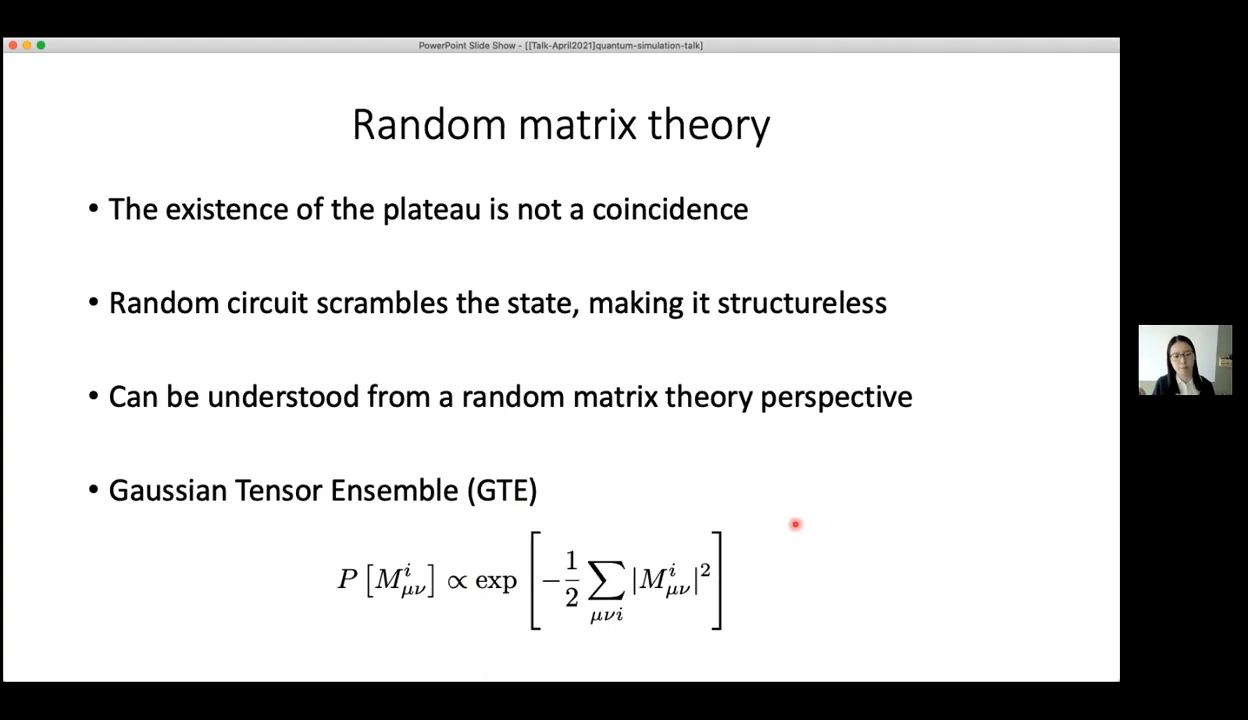 PowerPoint Slide Show - [[Talk-April2021]quantum-simulation-talk]
Random matrix theory
• The existence of the plateau is not a coincidence
• Random circuit scrambles the state, making it structureless
• Can be understood from a random matrix theory perspective
• Gaussian Tensor Ensemble (GTE)
P [M^i_{μν}] ∝ exp [ −\frac{1}{2} ∑_{μνi} |M^i_{μν}|^2 ]